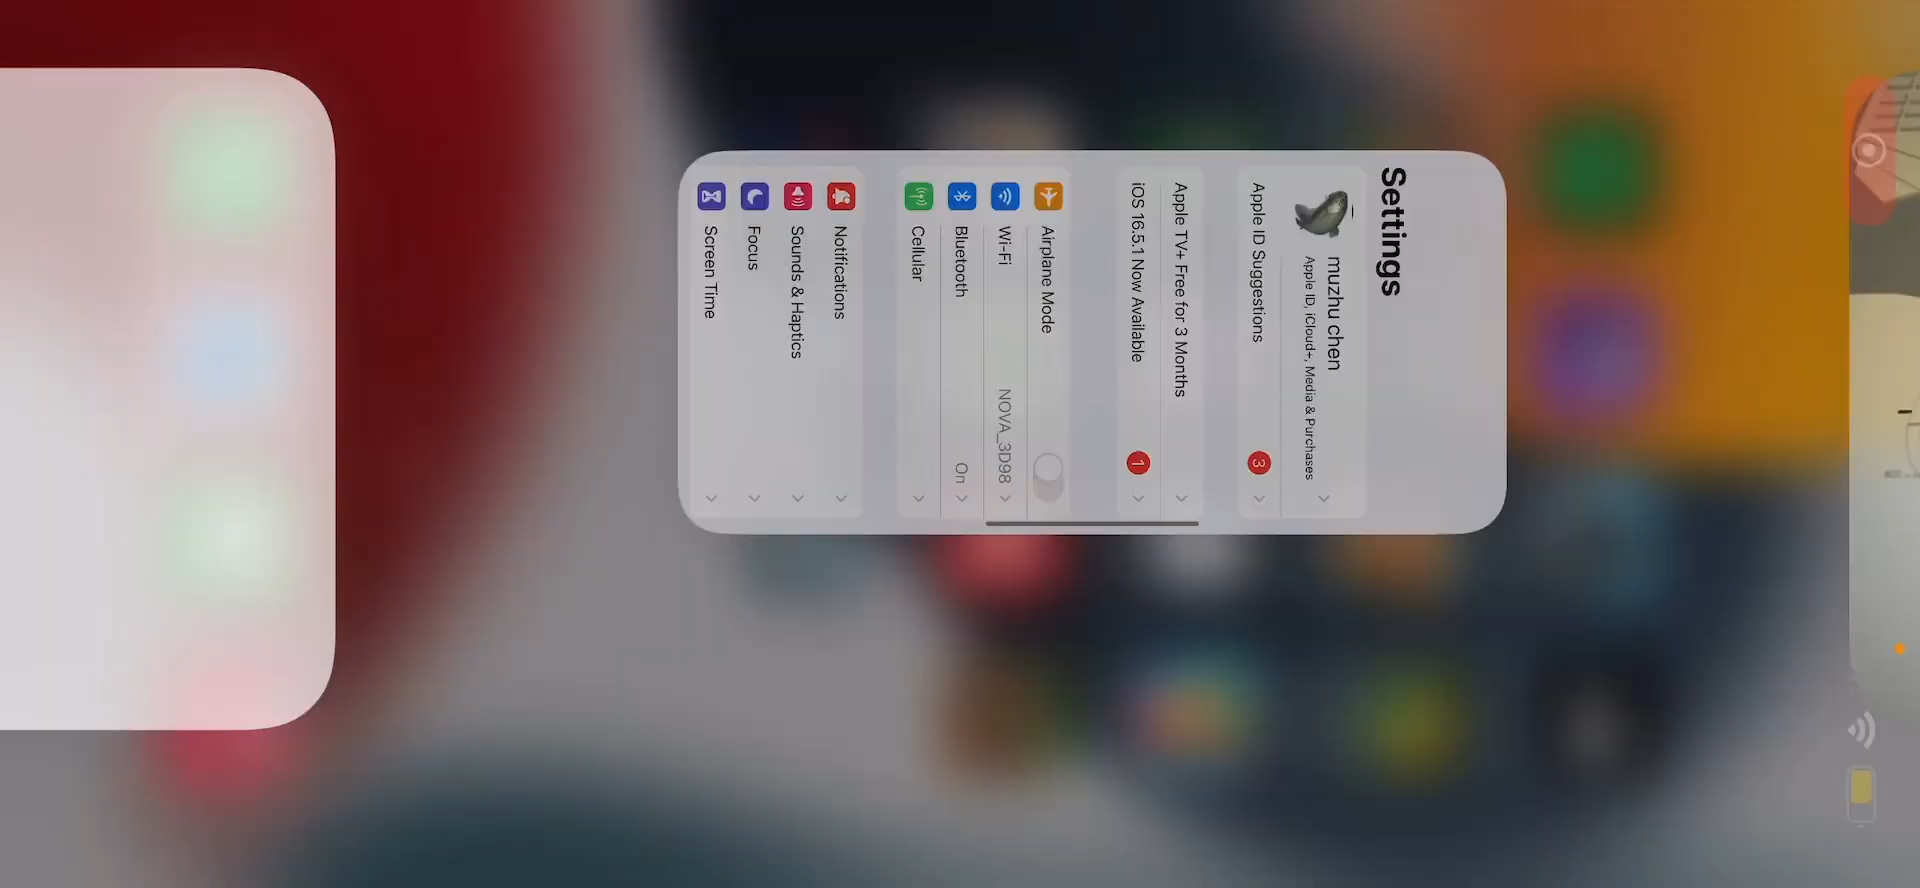 Settings
muzhu chen
Apple ID, iCloud+, Media & Purchases
Apple ID Suggestions
3
Apple TV+ Free for 3 Months
iOS 16.5.1 Now Available
1
Airplane Mode
Wi-Fi
NOVA_3D98
Bluetooth
On
Cellular
Notifications
Sounds & Haptics
Focus
Screen Time